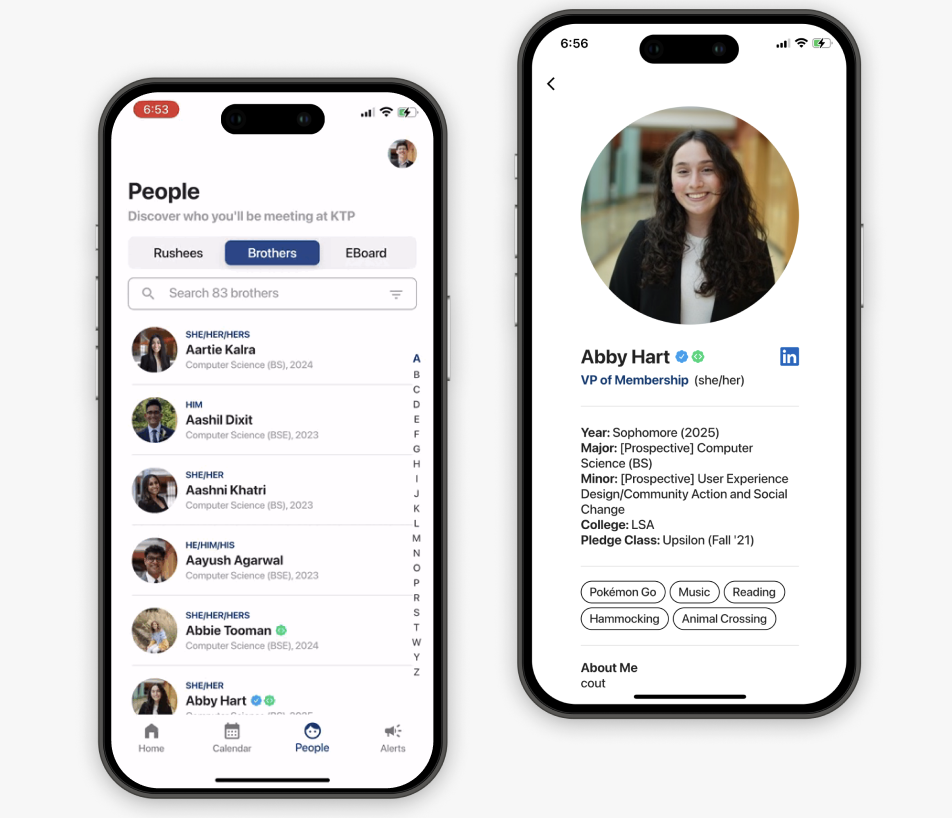 6:53
People
Discover who you'll be meeting at KTP
Rushees Brothers EBoard
Search 83 brothers
SHE/HER/HERS
Aartie Kalra
Computer Science (BS), 2024
HIM
Aashil Dixit
Computer Science (BSE), 2023
SHE/HER
Aashni Khatri
Computer Science (BS), 2023
HE/HIM/HIS
Aayush Agarwal
Computer Science (BSE), 2023
SHE/HER/HERS
Abbie Tooman
Computer Science (BSE), 2024
SHE/HER
Abby Hart
Computer Science (BS), 2025
A
B
C
D
E
F
G
H
I
J
K
L
M
N
O
P
R
S
T
W
Y
Z
Home Calendar People Alerts
6:56
Abby Hart
in
VP of Membership (she/her)
Year: Sophomore (2025)
Major: [Prospective] Computer
Science (BS)
Minor: [Prospective] User Experience
Design/Community Action and Social
Change
College: LSA
Pledge Class: Upsilon (Fall '21)
Pokémon Go Music Reading
Hammocking Animal Crossing
About Me
cout